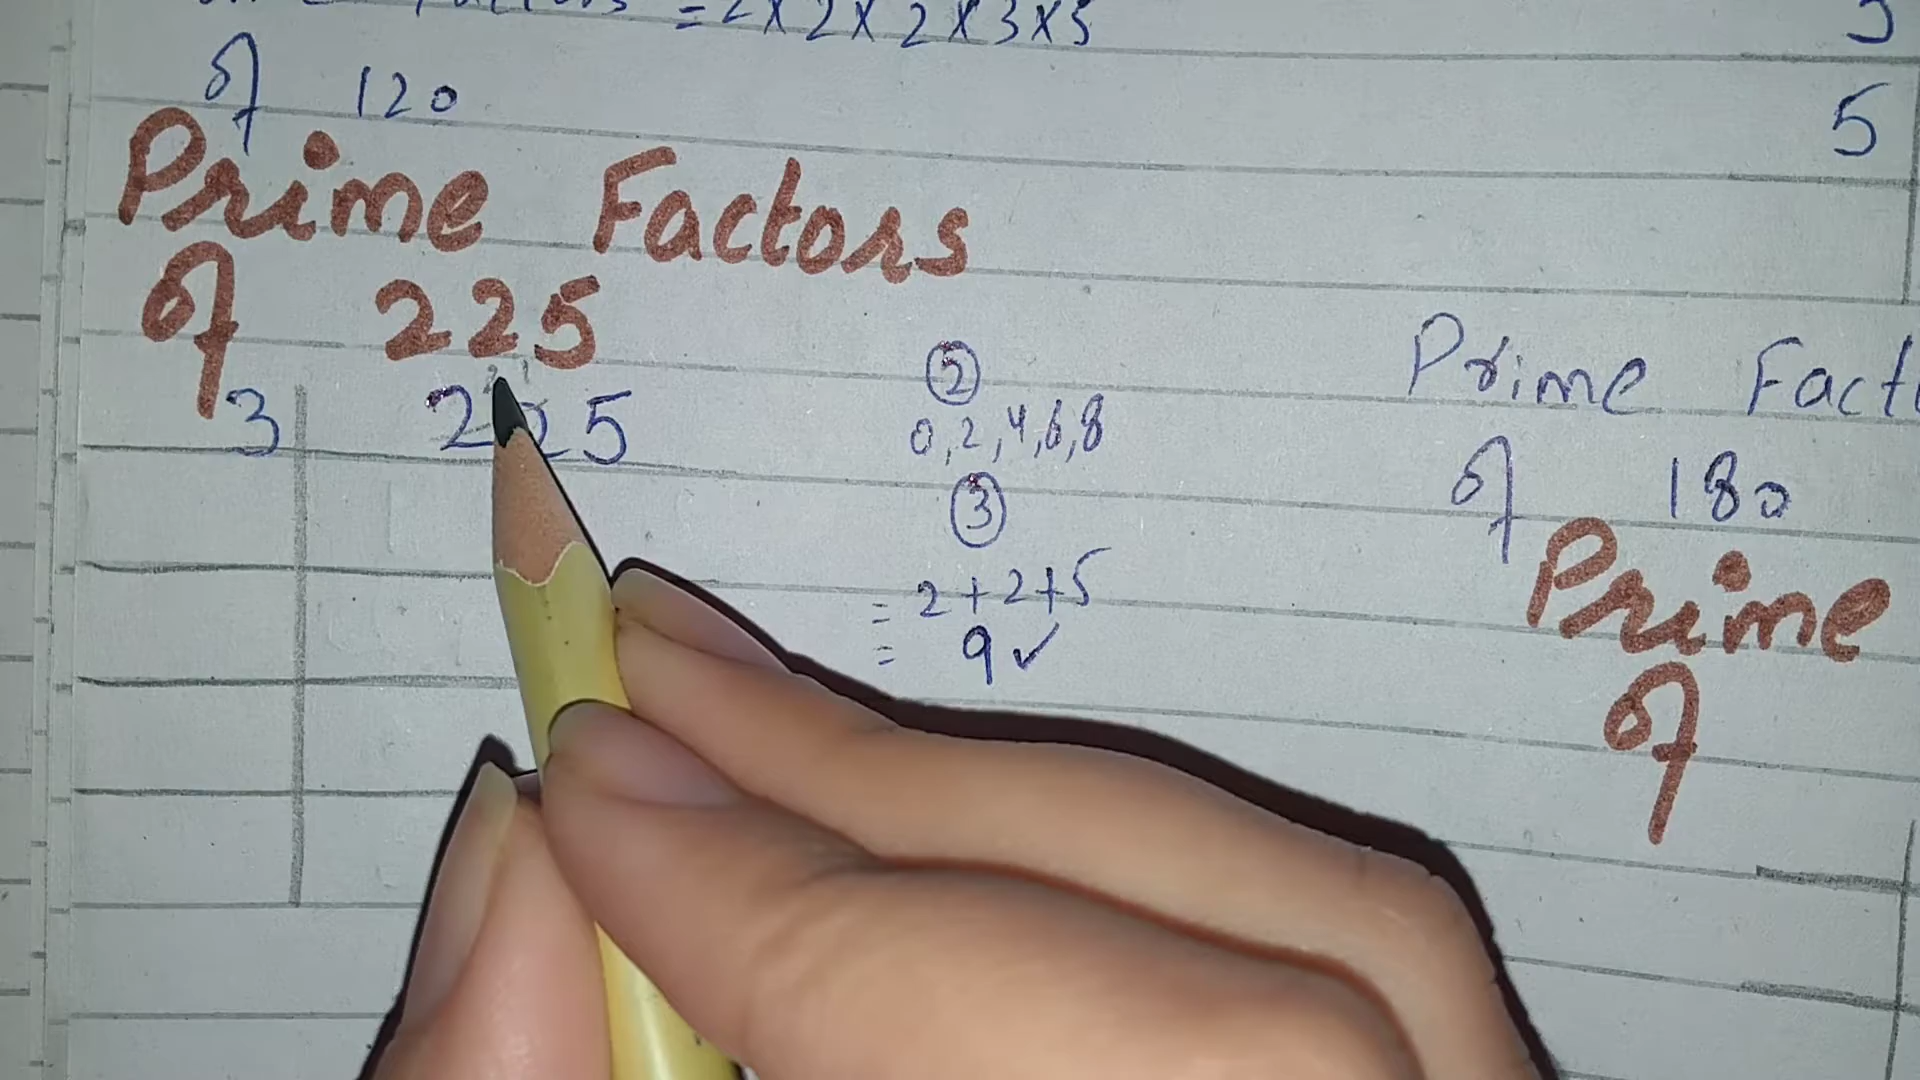 Factors = 2 x 2 x 2 x 3 x 5
of 120
Prime Factors
of 225
3 225
2
0, 2, 4, 6, 8
3
= 2 + 2 + 5
= 9 ✓
5
Prime Fact
of 180
Prime
of